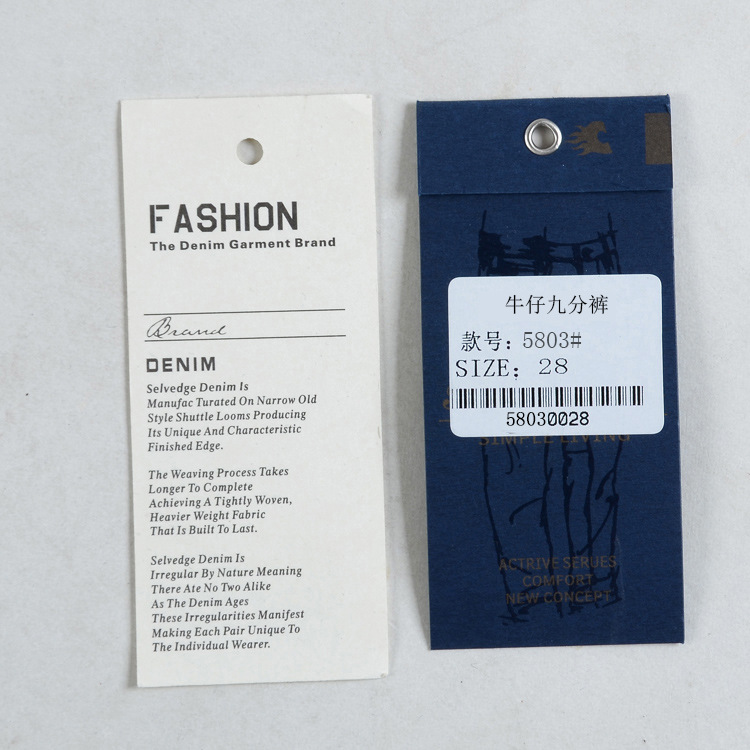 FASHION
The Denim Garment Brand
Brand
DENIM
Selvedge Denim Is
Manufac Turated On Narrow Old
Style Shuttle Looms Producing
Its Unique And Characteristic
Finished Edge.
The Weaving Process Takes
Longer To Complete
Achieving A Tightly Woven,
Heavier Weight Fabric
That Is Built To Last.
Selvedge Denim Is
Irregular By Nature Meaning
There Ate No Two Alike
As The Denim Ages
These Irregularities Manifest
Making Each Pair Unique To
The Individual Wearer.
牛仔九分裤
款号: 5803#
SIZE: 28
58030028
SIMPLE LIVING
ACTRIVE SERUES
COMFORT
NEW CONCEPT